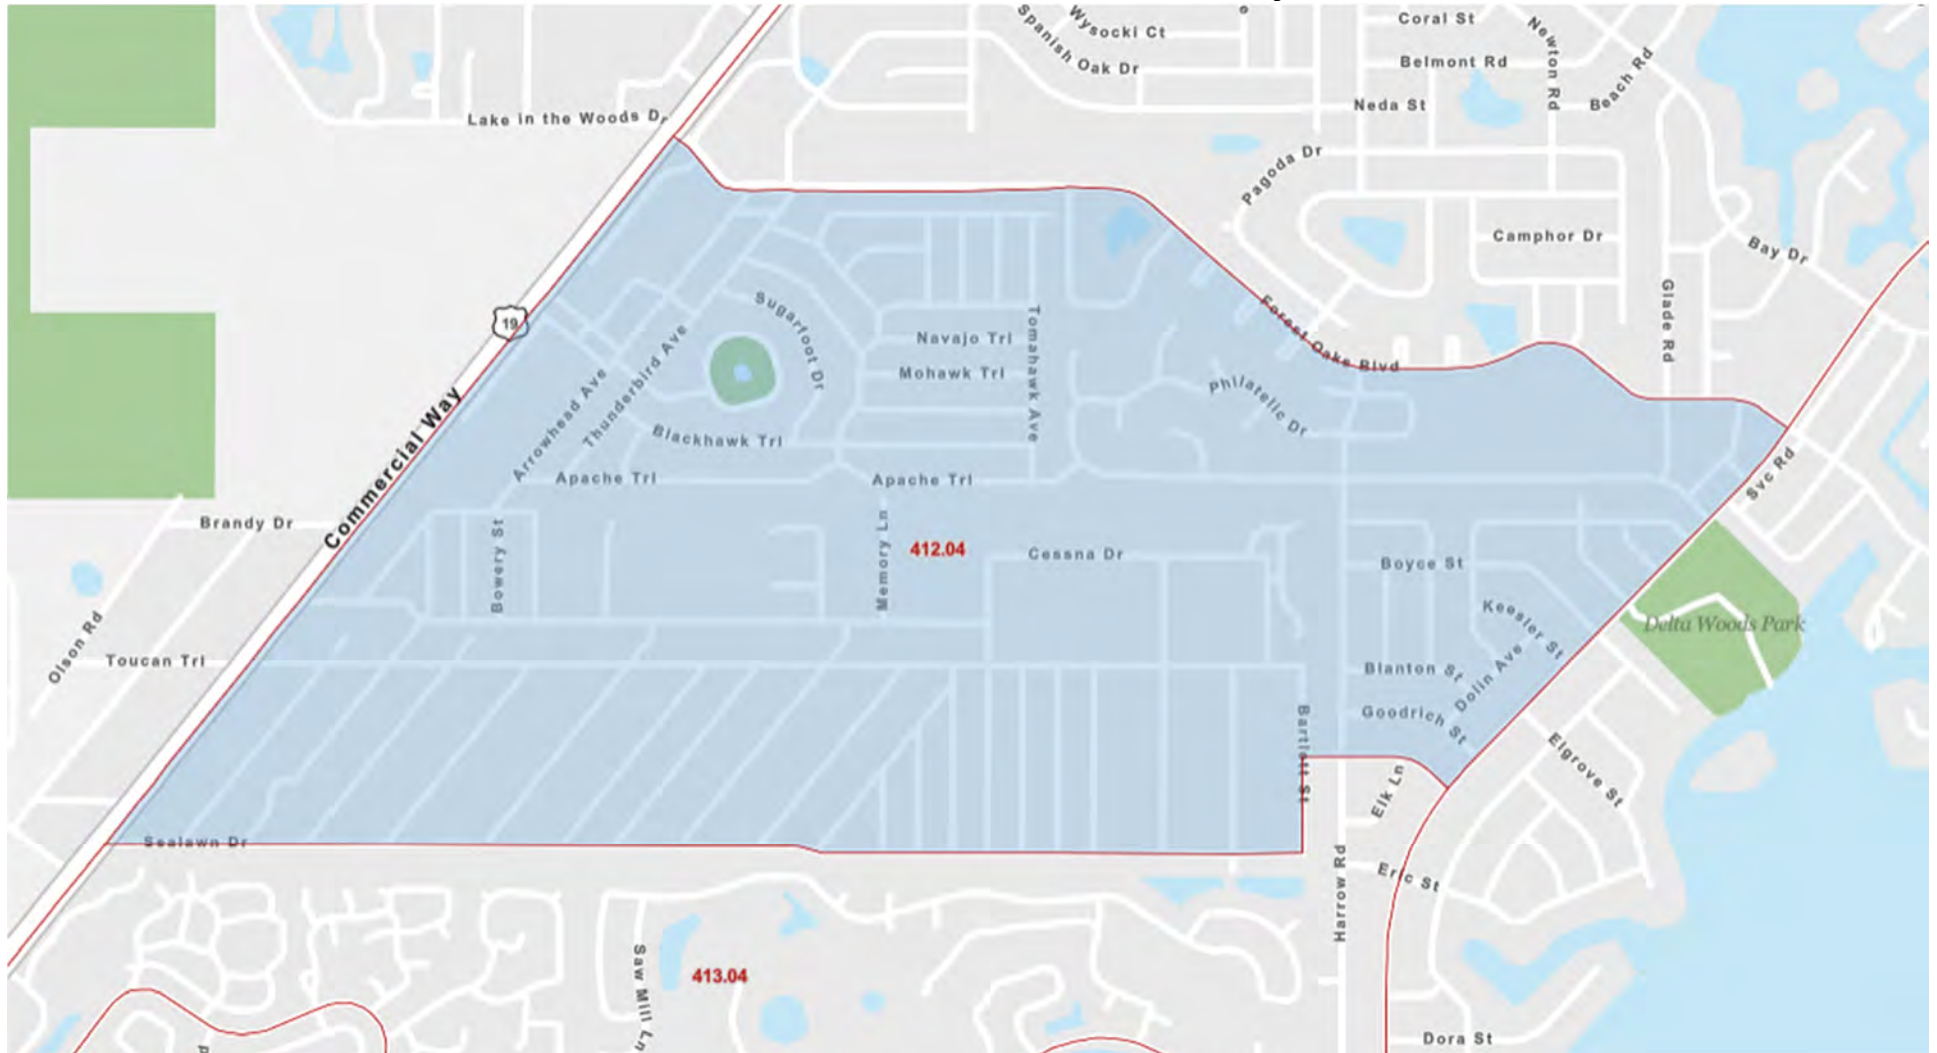 Wysocki Ct
Spanish Oak Dr
Coral St
Newton Rd
Belmont Rd
Beach Rd
Neda St
Lake in the Woods Dr
Pagoda Dr
Camphor Dr
Bay Dr
Glade Rd
Forest Oaks Blvd
19
Sugarfoot Dr
Navajo Trl
Tomahawk Ave
Mohawk Trl
Philatelic Dr
Arrowhead Ave
Thunderbird Ave
Blackhawk Trl
Commercial Way
Apache Trl
Apache Trl
Svc Rd
Brandy Dr
Bowery St
Memory Ln
412.04
Cessna Dr
Boyce St
Keesler St
Delta Woods Park
Olson Rd
Toucan Trl
Blanton St
Dolin Ave
Goodrich St
Bartlett St
Elgrove St
Elk Ln
Sealawn Dr
Harrow Rd
Eric St
Saw Mill Ln
413.04
Dora St